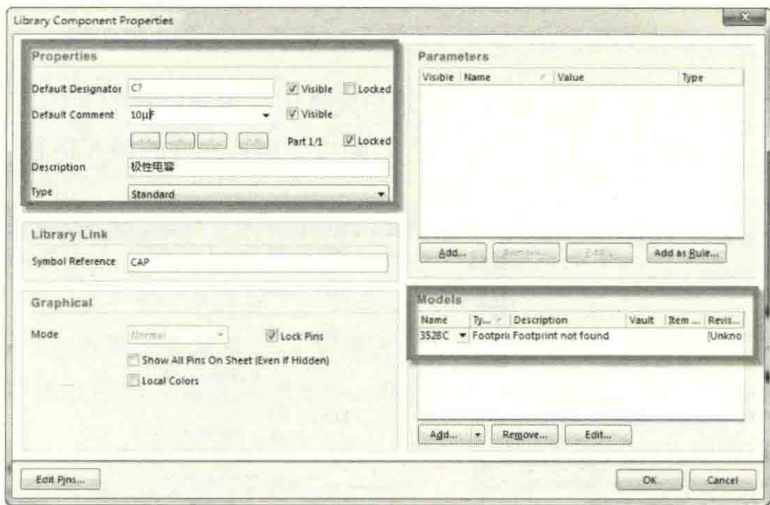 Library Component Properties
Properties
Default Designator C? Visible Locked
Default Comment 10μF Visible
Part 1/1 Locked
Description 极性电容
Type Standard
Library Link
Symbol Reference CAP
Graphical
Mode Normal Lock Pins
Show All Pins On Sheet (Even if Hidden)
Local Colors
Edit Pins...
Parameters
Visible Name Value Type
Add... Remove... Edit... Add as Rule...
Models
Name Ty... Description Vault Item ... Revis...
3528C Footpri Footprint not found [Unkno
Add... Remove... Edit...
OK Cancel